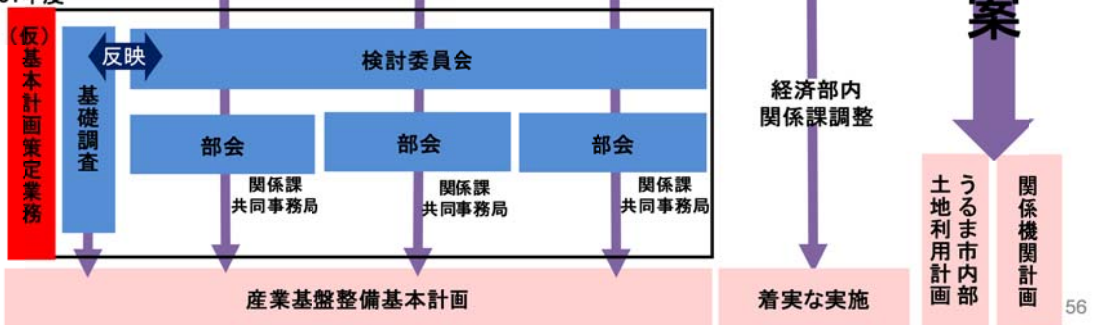 (仮)基本計画策定業務
基礎調査
反映
検討委員会
部会
部会
部会
関係課
共同事務局
関係課
共同事務局
関係課
共同事務局
産業基盤整備基本計画
経済部内
関係課調整
着実な実施
案
うるま市内部
土地利用計画
関係機関計画
56